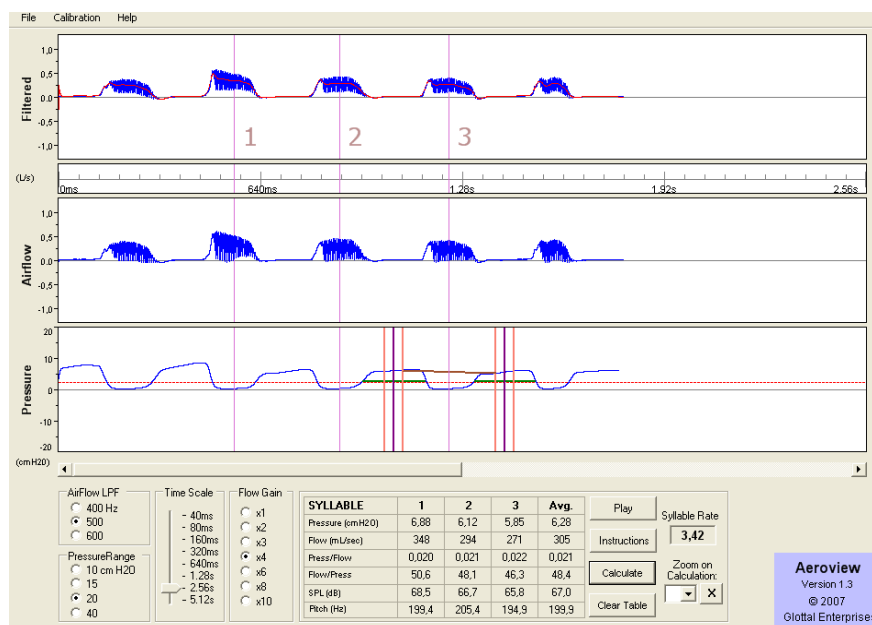 File Calibration Help
1,0
0,5
0.0
-0,5
-1,0
Filtered
1 2 3
(L/s)
0ms 640ms 1.28s 1.92s 2.56s
1,0
0,5
0.0
-0,5
-1,0
Airflow
20
10
0
-10
-20
Pressure
(cmH20)
AirFlow LPF
400 Hz
500
600
PressureRange
10 cm H20
15
20
40
Time Scale
- 40ms
- 80ms
- 160ms
- 320ms
- 640ms
- 1.28s
- 2.56s
- 5.12s
Flow Gain
x1
x2
x3
x4
x6
x8
x10
SYLLABLE 1 2 3 Avg.
Pressure (cmH2O) 6,88 6,12 5,85 6,28
Flow (mL/sec) 348 294 271 305
Press/Flow 0,020 0,021 0,022 0,021
Flow/Press 50,6 48,1 46,3 48,4
SPL (dB) 68,5 66,7 65,8 67,0
Pitch (Hz) 199,4 205,4 194,9 199,9
Play
Instructions
Calculate
Clear Table
Syllable Rate
3,42
Zoom on
Calculation:
X
Aeroview
Version 1.3
© 2007
Glottal Enterprises